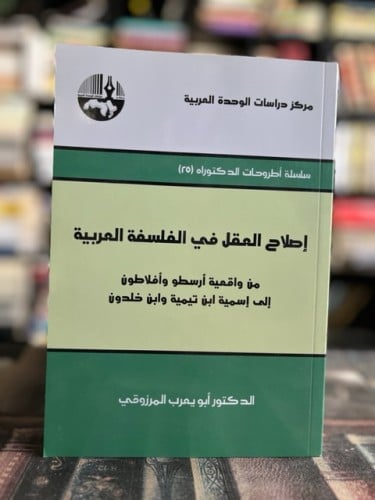 مركز دراسات الوحدة العربية
سلسلة أطروحات الدكتوراه (٢٥)
إصلاح العقل في الفلسفة العربية
من واقعية أرسطو وأفلاطون
إلى إسمية ابن تيمية وابن خلدون
الدكتور أبو يعرب المرزوقي